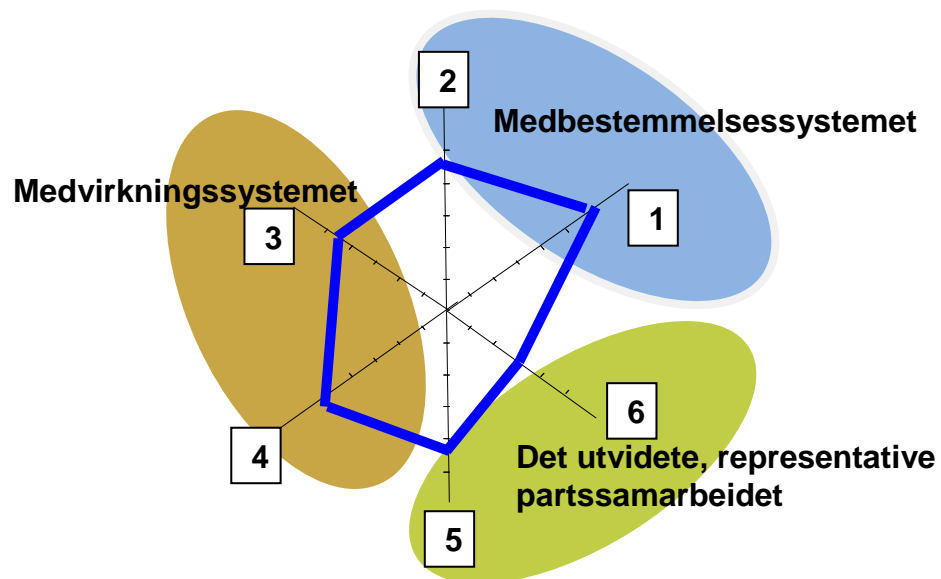 2
Medbestemmelsessystemet
Medvirkningssystemet
1
3
6
4
Det utvidete, representative
partssamarbeidet
5